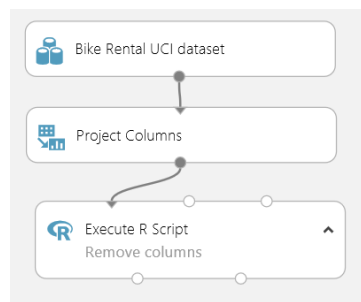 Bike Rental UCI dataset
Project Columns
Execute R Script
Remove columns